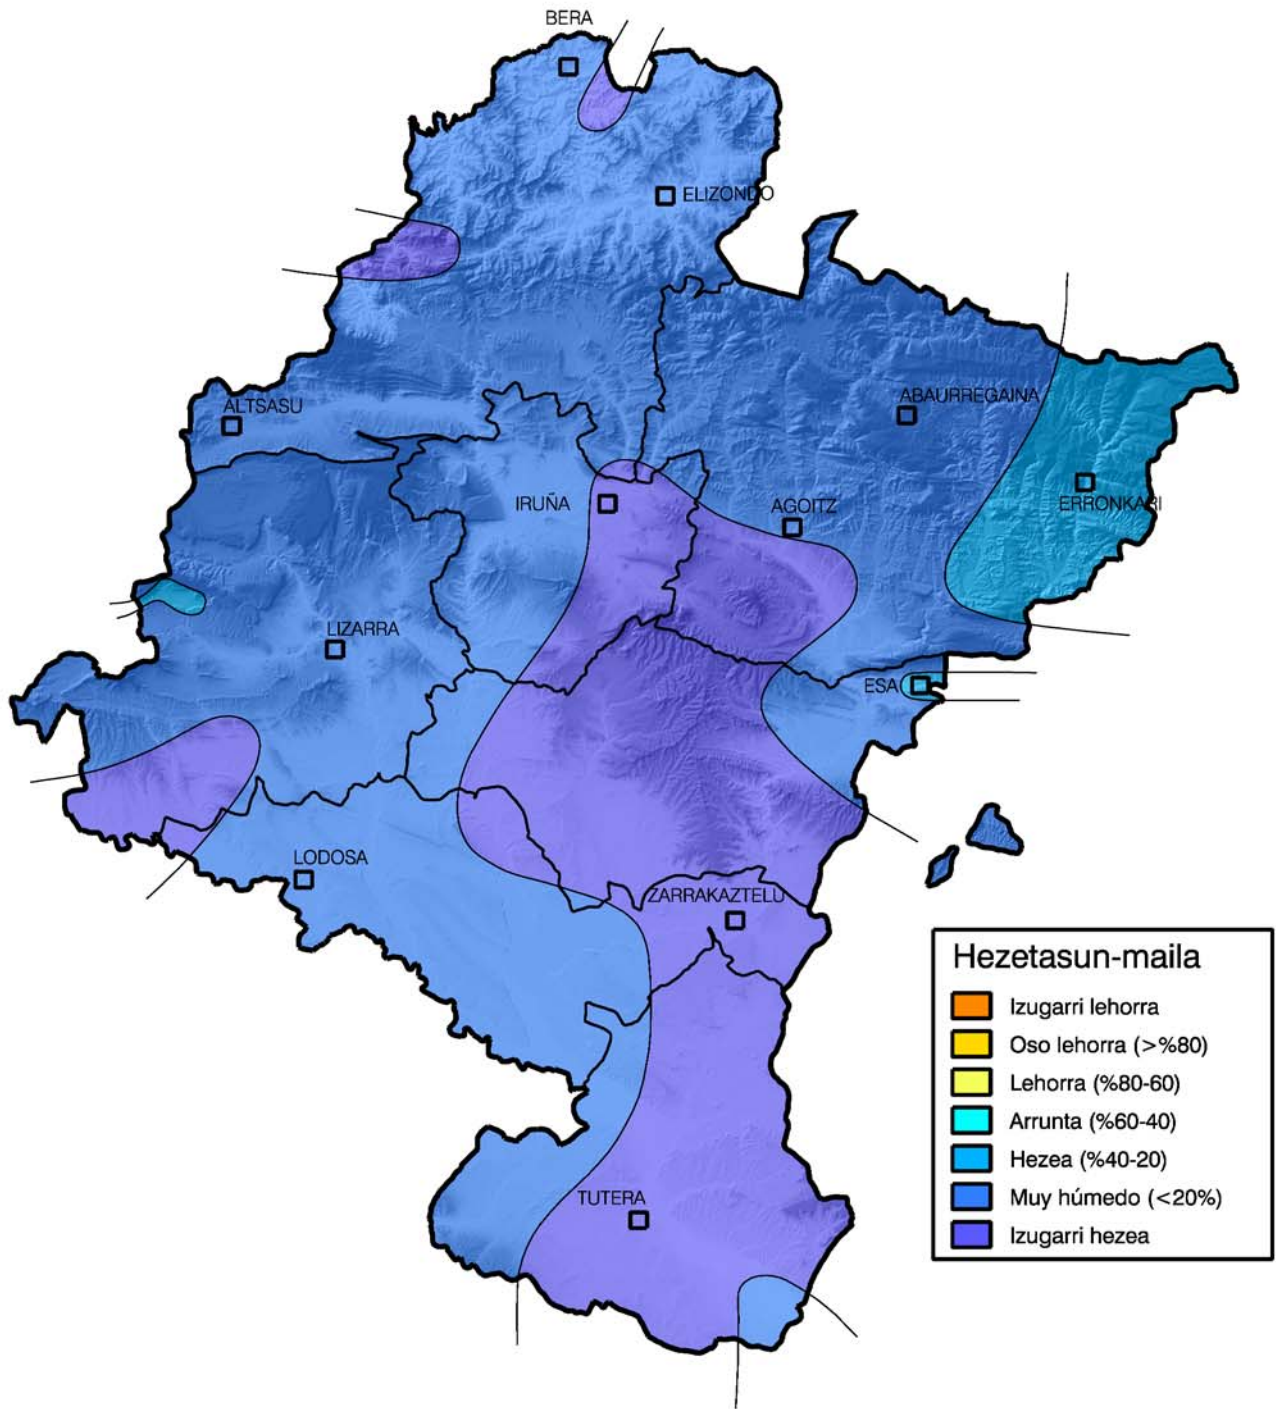 BERA
ELIZONDO
ALTSASU
ABAURREGAINA
IRUÑA
AGOITZ
ERRONKARI
LIZARRA
ESA
LODOSA
ZARRAKAZTELU
TUTERA
Hezetasun-maila
Izugarri lehorra
Oso lehorra (>%80)
Lehorra (%80-60)
Arrunta (%60-40)
Hezea (%40-20)
Muy húmedo (<20%)
Izugarri hezea